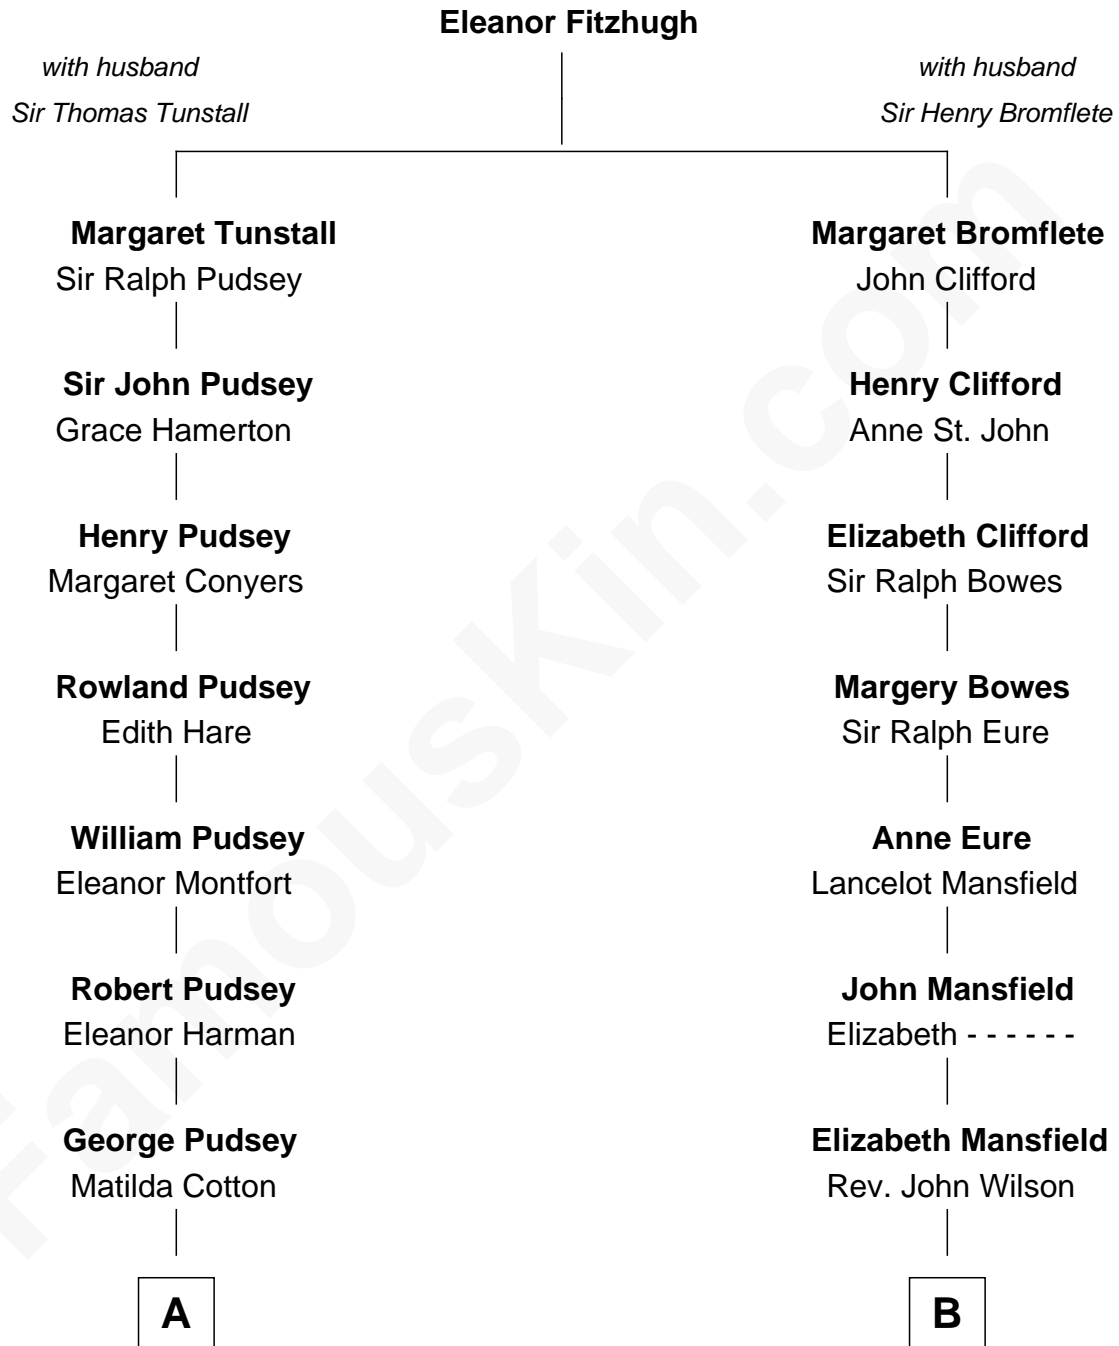 Eleanor Fitzhugh
with husband
Sir Thomas Tunstall
with husband
Sir Henry Bromflete
Margaret Tunstall
Sir Ralph Pudsey
Margaret Bromflete
John Clifford
Sir John Pudsey
Grace Hamerton
Henry Clifford
Anne St. John
Henry Pudsey
Margaret Conyers
Elizabeth Clifford
Sir Ralph Bowes
Rowland Pudsey
Edith Hare
Margery Bowes
Sir Ralph Eure
William Pudsey
Eleanor Montfort
Anne Eure
Lancelot Mansfield
Robert Pudsey
Eleanor Harman
John Mansfield
Elizabeth - - - - - -
George Pudsey
Matilda Cotton
Elizabeth Mansfield
Rev. John Wilson
A
B
FamousKin.com